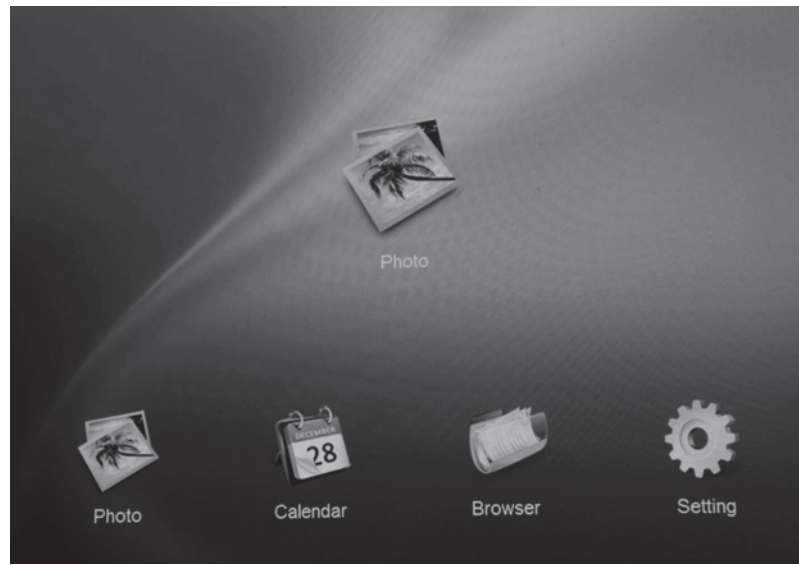 Photo
DECEMBER
28
Photo
Calendar
Browser
Setting